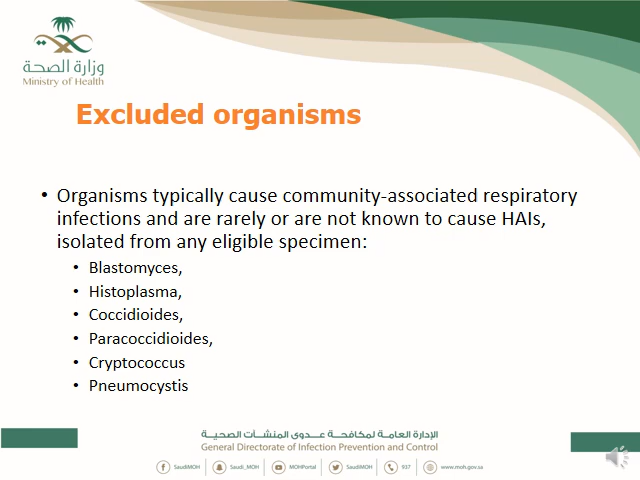 وزارة الصحة
Ministry of Health
Excluded organisms
• Organisms typically cause community-associated respiratory
infections and are rarely or are not known to cause HAIs,
isolated from any eligible specimen:
• Blastomyces,
• Histoplasma,
• Coccidioides,
• Paracoccidioides,
• Cryptococcus
• Pneumocystis
الإدارة العامة لمكافحة عدوى المنشآت الصحية
General Directorate of Infection Prevention and Control
SaudiMOH Saudi_MOH MOHPortal SaudiMOH 937 www.moh.gov.sa